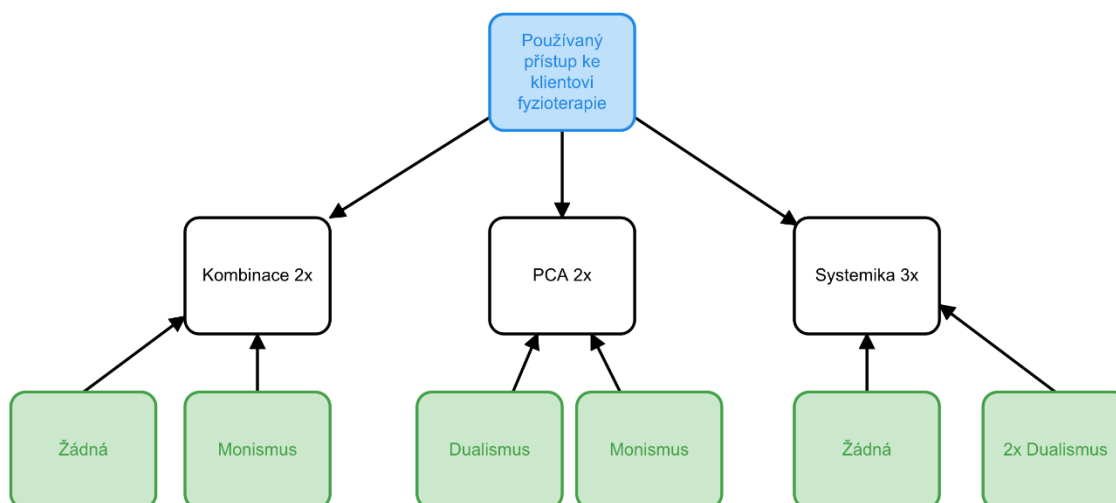 Používaný
přístup ke
klientovi
fyzioterapie
Kombinace 2x
PCA 2x
Systemika 3x
Žádná
Monismus
Dualismus
Monismus
Žádná
2x Dualismus